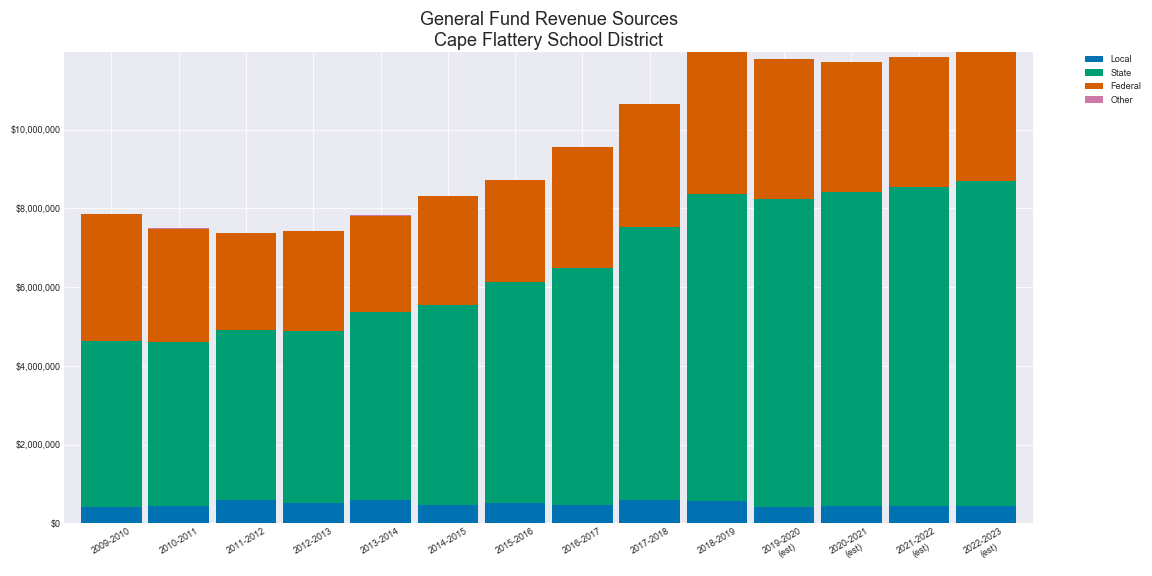 General Fund Revenue Sources
Cape Flattery School District
Local
State
Federal
Other
$10,000,000
$8,000,000
$6,000,000
$4,000,000
$2,000,000
$0
2009-2010
2010-2011
2011-2012
2012-2013
2013-2014
2014-2015
2015-2016
2016-2017
2017-2018
2018-2019
2019-2020
(est)
2020-2021
(est)
2021-2022
(est)
2022-2023
(est)